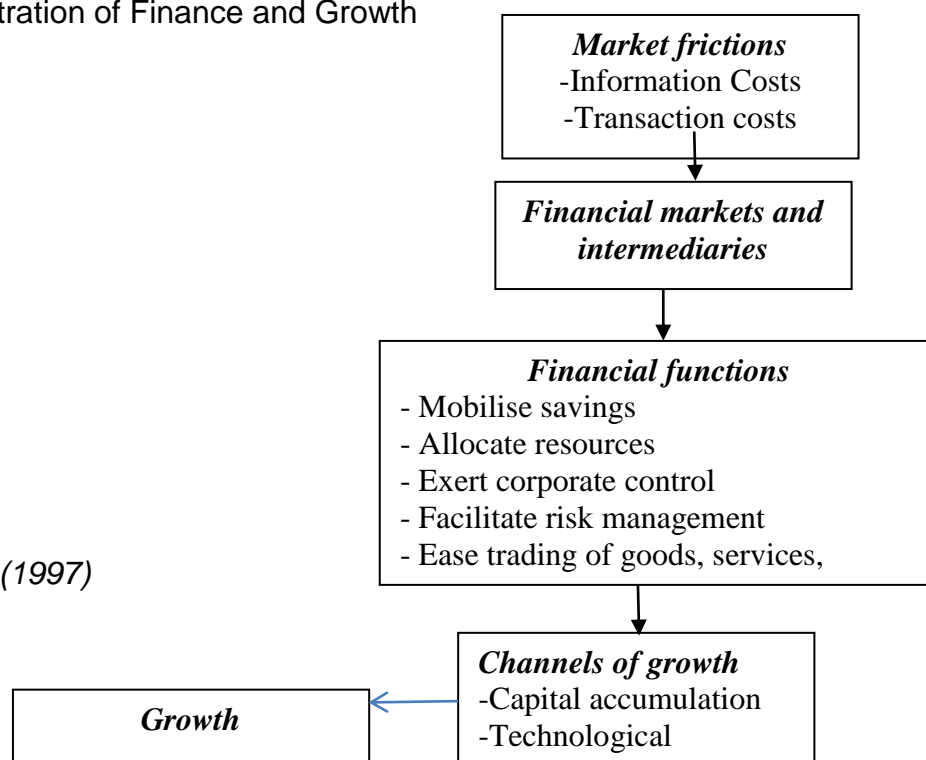 tration of Finance and Growth
Market frictions
-Information Costs
-Transaction costs
Financial markets and
intermediaries
Financial functions
- Mobilise savings
- Allocate resources
- Exert corporate control
- Facilitate risk management
- Ease trading of goods, services,
(1997)
Channels of growth
-Capital accumulation
-Technological
Growth